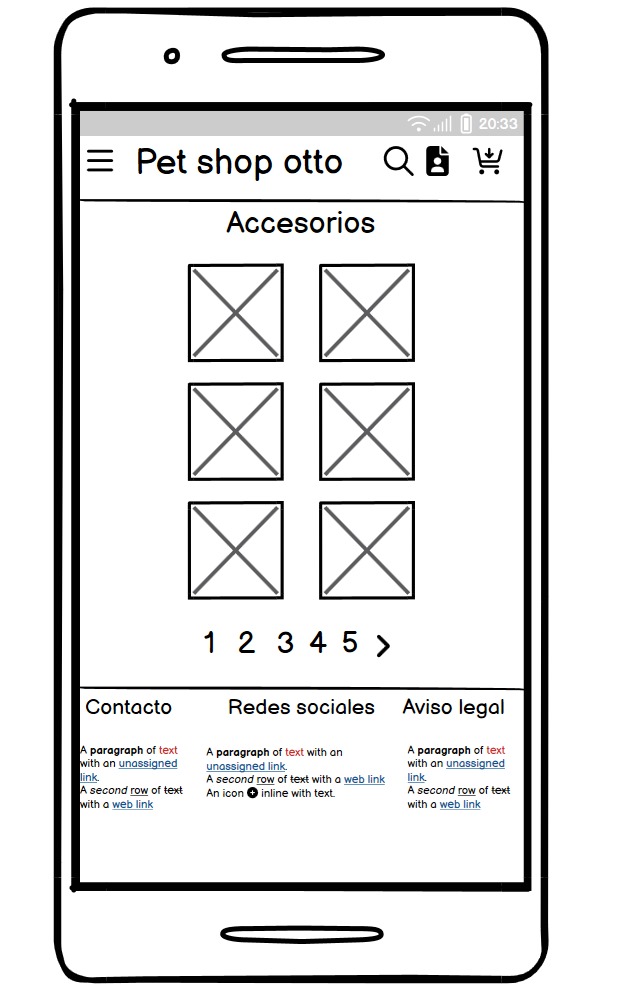 20:33
Pet shop otto
Accesorios
1 2 3 4 5
Contacto
A paragraph of text
with an unassigned
link.
A second row of text
with a web link
Redes sociales
A paragraph of text with an
unassigned link.
A second row of text with a web link
An icon inline with text.
Aviso legal
A paragraph of text
with an unassigned
link.
A second row of text
with a web link